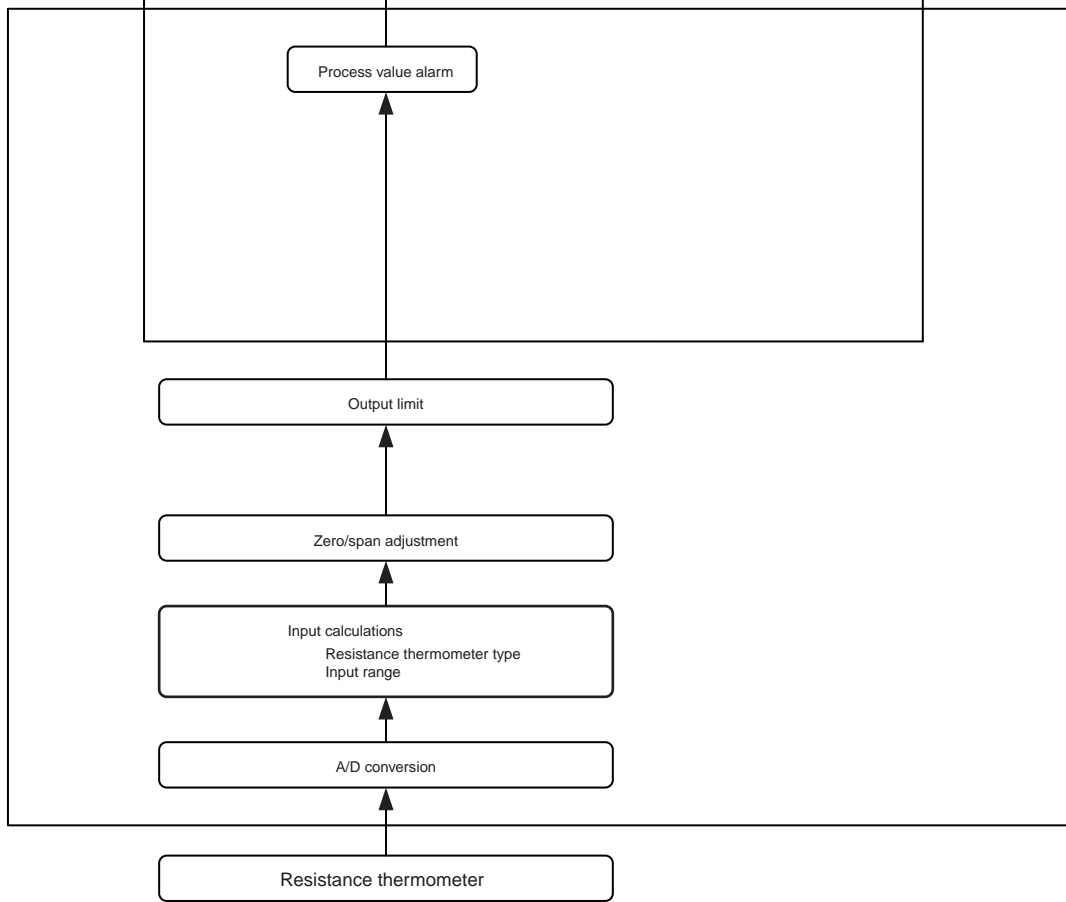 Process value alarm
Output limit
Zero/span adjustment
Input calculations
Resistance thermometer type
Input range
A/D conversion
Resistance thermometer